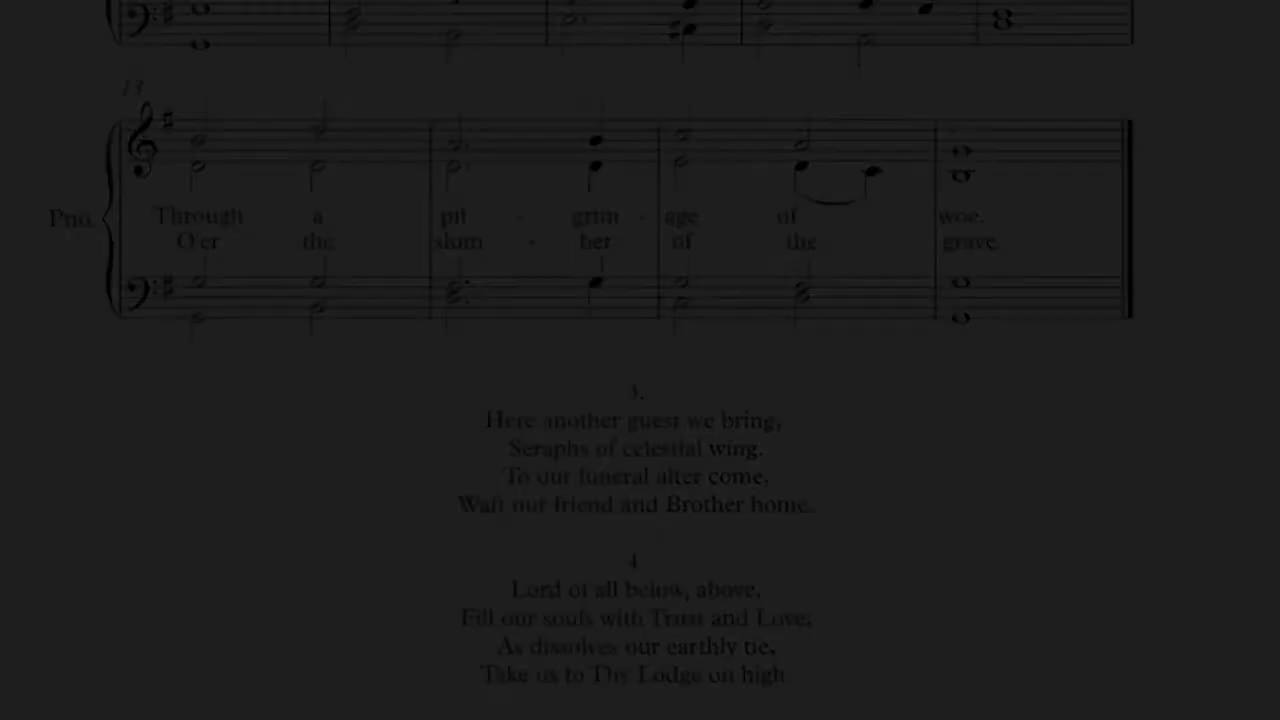 13
Pno.
Through a pil - grim - age of woe.
O'er the slum - ber of the grave.
3.
Here another guest we bring,
Seraphs of celestial wing.
To our funeral alter come,
Waft our friend and Brother home.
4
Lord of all below, above,
Fill our souls with Trust and Love,
As dissolves our earthly tie,
Take us to Thy Lodge on high